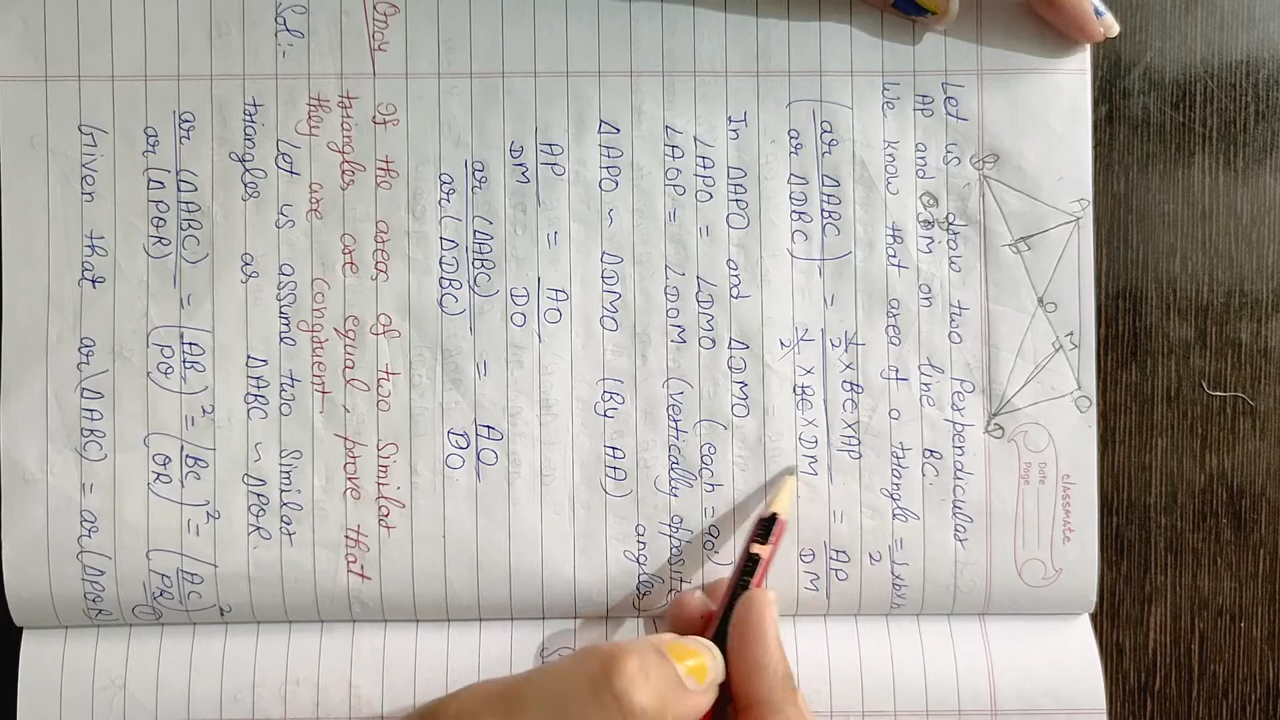 classmate
Date
Page
A
B
O
M
C
D
Let us draw two Perpendicular
AP and DM on line BC.
We know that area of a triangle = 1/2 x b x h
(ar ΔABC)/(ar ΔDBC) = (1/2 x BC x AP)/(1/2 x BC x DM) = AP/DM
In ΔAPO and ΔDMO
∠APO = ∠DMO (each = 90°)
∠AOP = ∠DOM (vertically opposite
angles)
ΔAPO ~ ΔDMO (By AA)
AP/DM = AO/DO
ar(ΔABC)/ar(ΔDBC) = AO/DO.
Qno4 If the areas of two Similar
triangles are equal, prove that
they are congruent.
Sol:- Let us assume two similar
triangles as ΔABC ~ ΔPQR.
ar(ΔABC)/ar(ΔPQR) = (AB/PQ)² = (BC/QR)² = (AC/PR)²
Given that ar(ΔABC) = ar(ΔPQR)